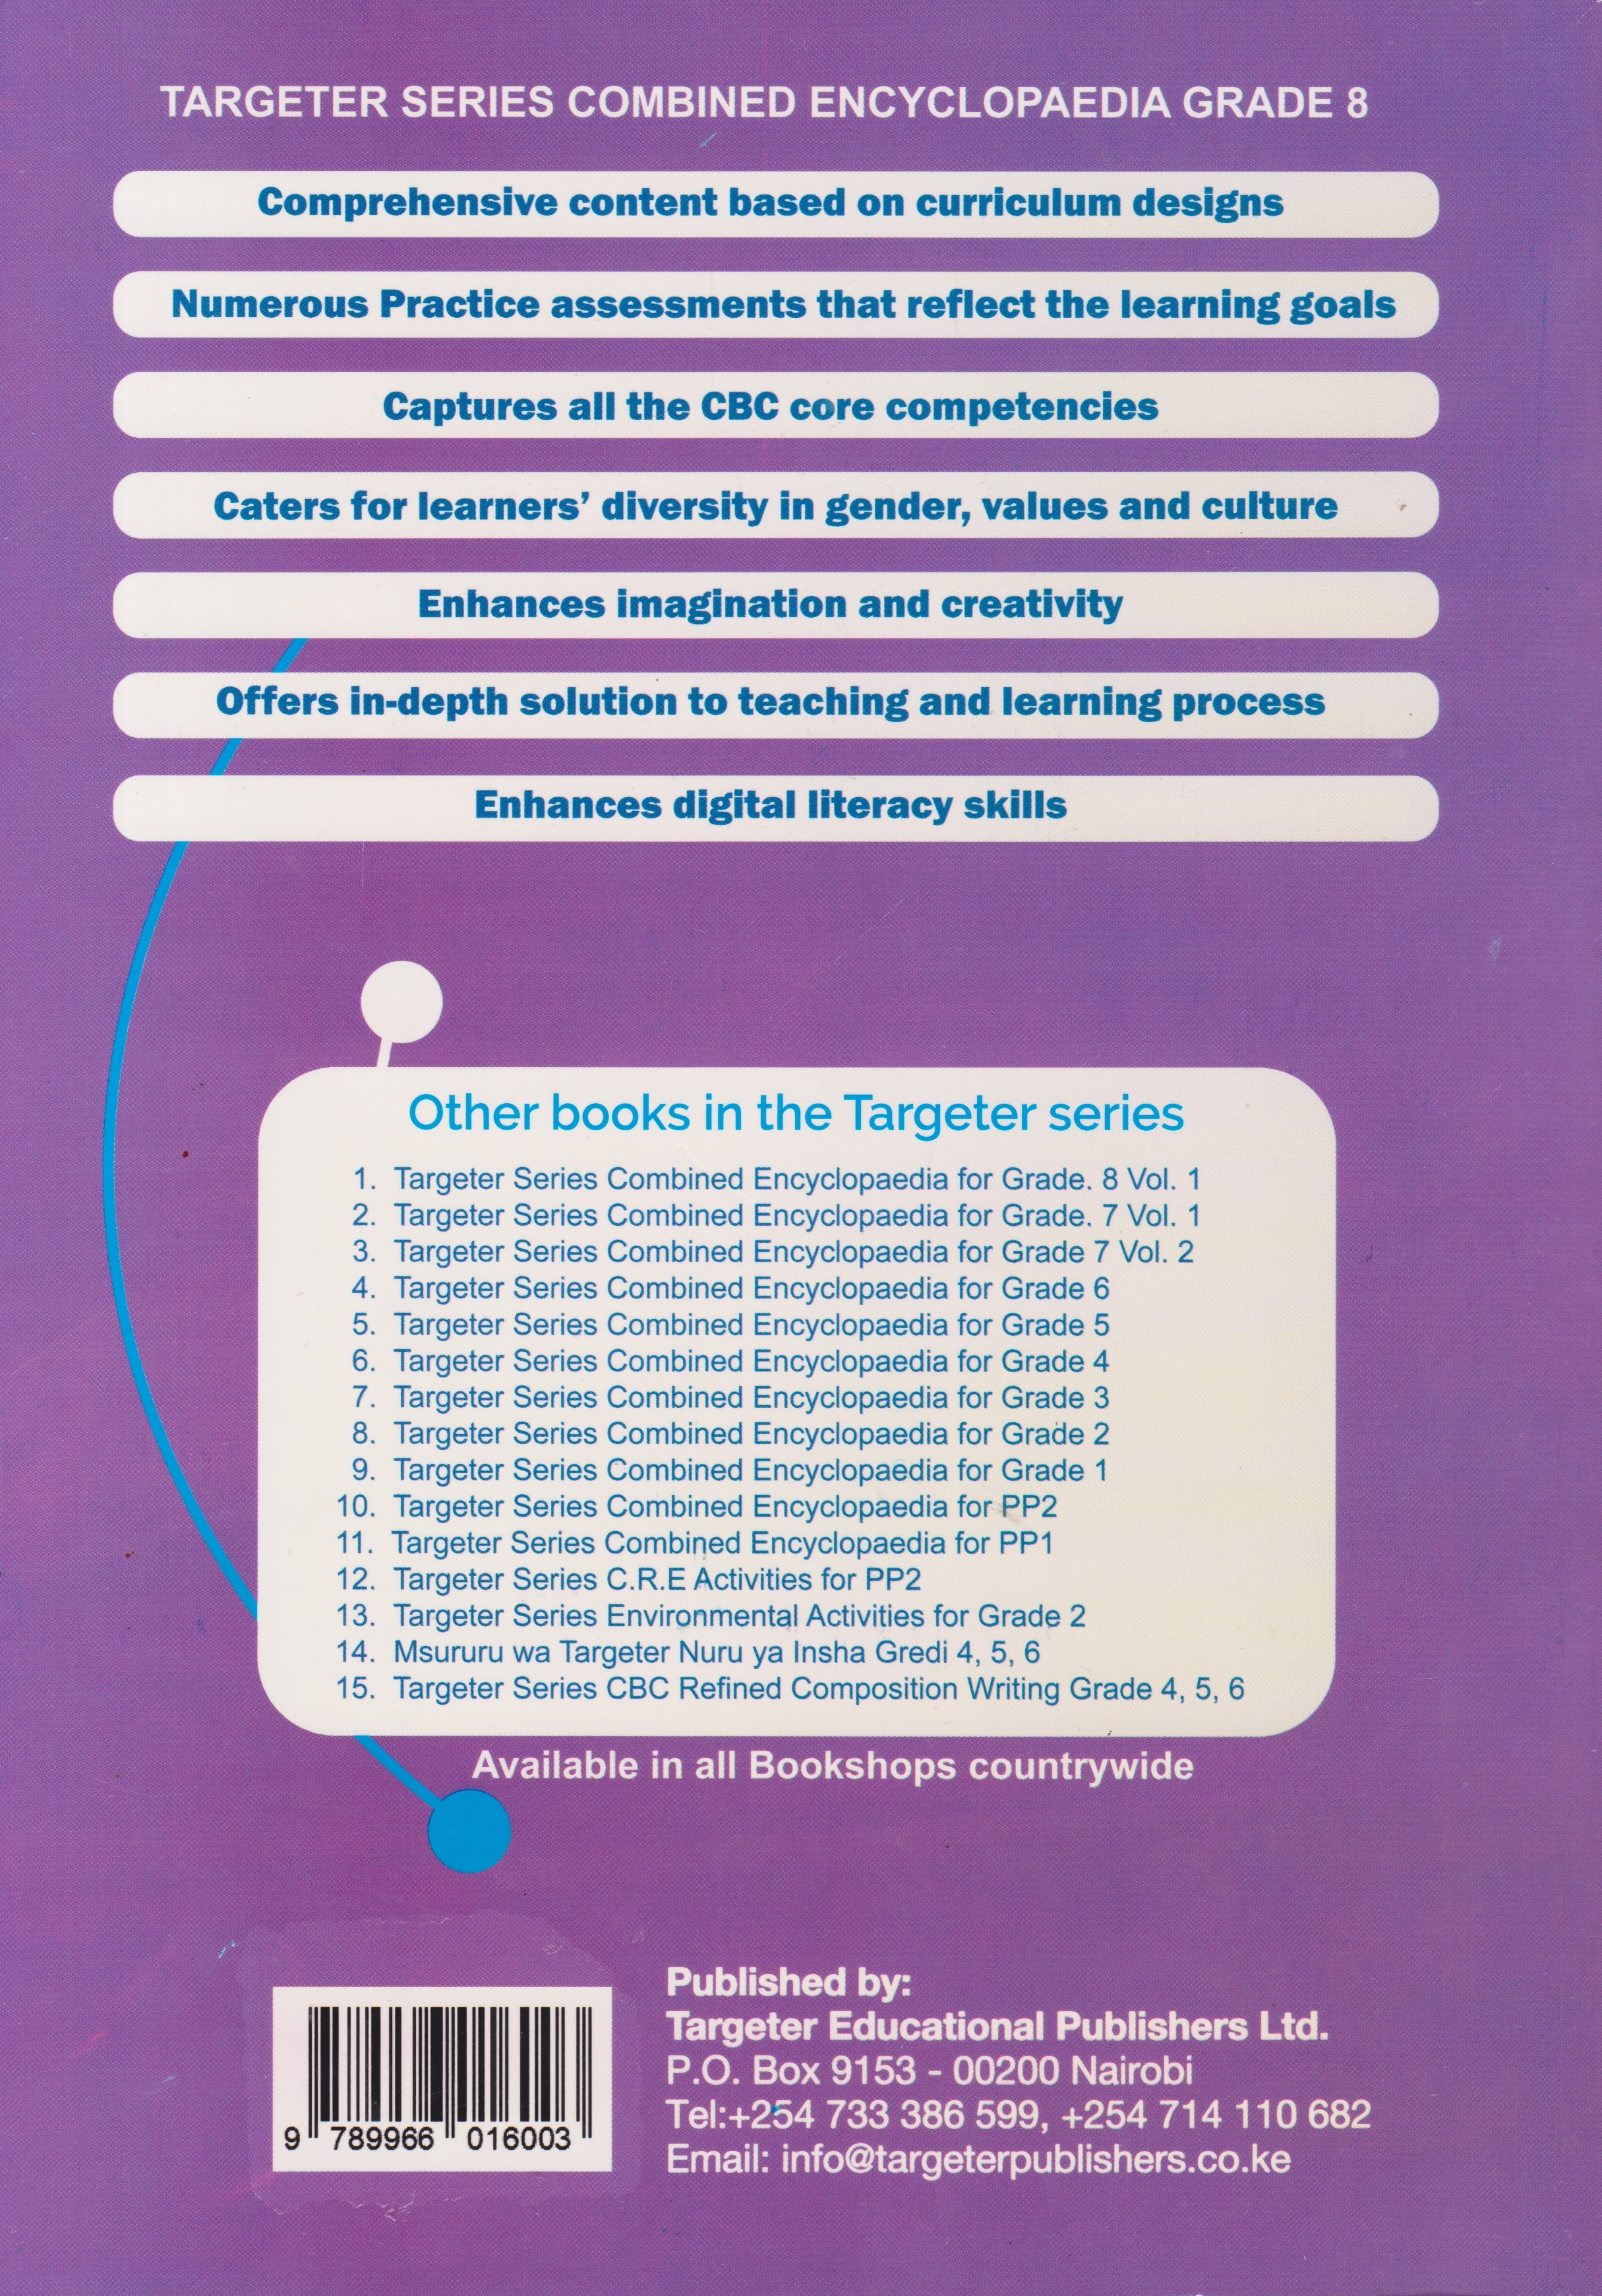 TARGETER SERIES COMBINED ENCYCLOPAEDIA GRADE 8
Comprehensive content based on curriculum designs
Numerous Practice assessments that reflect the learning goals
Captures all the CBC core competencies
Caters for learners’ diversity in gender, values and culture
Enhances imagination and creativity
Offers in-depth solution to teaching and learning process
Enhances digital literacy skills
Other books in the Targeter series
1. Targeter Series Combined Encyclopaedia for Grade. 8 Vol. 1
2. Targeter Series Combined Encyclopaedia for Grade. 7 Vol. 1
3. Targeter Series Combined Encyclopaedia for Grade 7 Vol. 2
4. Targeter Series Combined Encyclopaedia for Grade 6
5. Targeter Series Combined Encyclopaedia for Grade 5
6. Targeter Series Combined Encyclopaedia for Grade 4
7. Targeter Series Combined Encyclopaedia for Grade 3
8. Targeter Series Combined Encyclopaedia for Grade 2
9. Targeter Series Combined Encyclopaedia for Grade 1
10. Targeter Series Combined Encyclopaedia for PP2
11. Targeter Series Combined Encyclopaedia for PP1
12. Targeter Series C.R.E Activities for PP2
13. Targeter Series Environmental Activities for Grade 2
14. Msururu wa Targeter Nuru ya Insha Gredi 4, 5, 6
15. Targeter Series CBC Refined Composition Writing Grade 4, 5, 6
Available in all Bookshops countrywide
Published by:
Targeter Educational Publishers Ltd.
P.O. Box 9153 - 00200 Nairobi
Tel:+254 733 386 599, +254 714 110 682
Email: info@targeterpublishers.co.ke
9 789966 016003